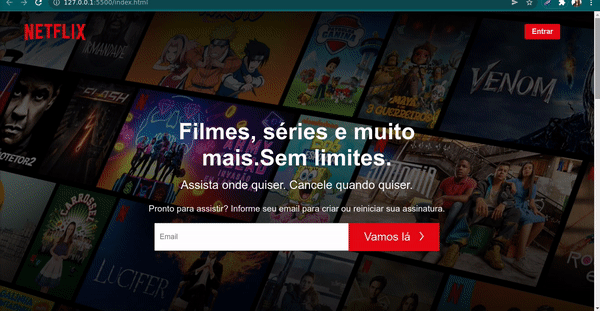 127.0.0.1:5500/index.html
NETFLIX
Entrar
Filmes, séries e muito
mais.Sem limites.
Assista onde quiser. Cancele quando quiser.
Pronto para assistir? Informe seu email para criar ou reiniciar sua assinatura.
Email
Vamos lá
VENOM
FLASH
LUCIFER
CARROSSEL